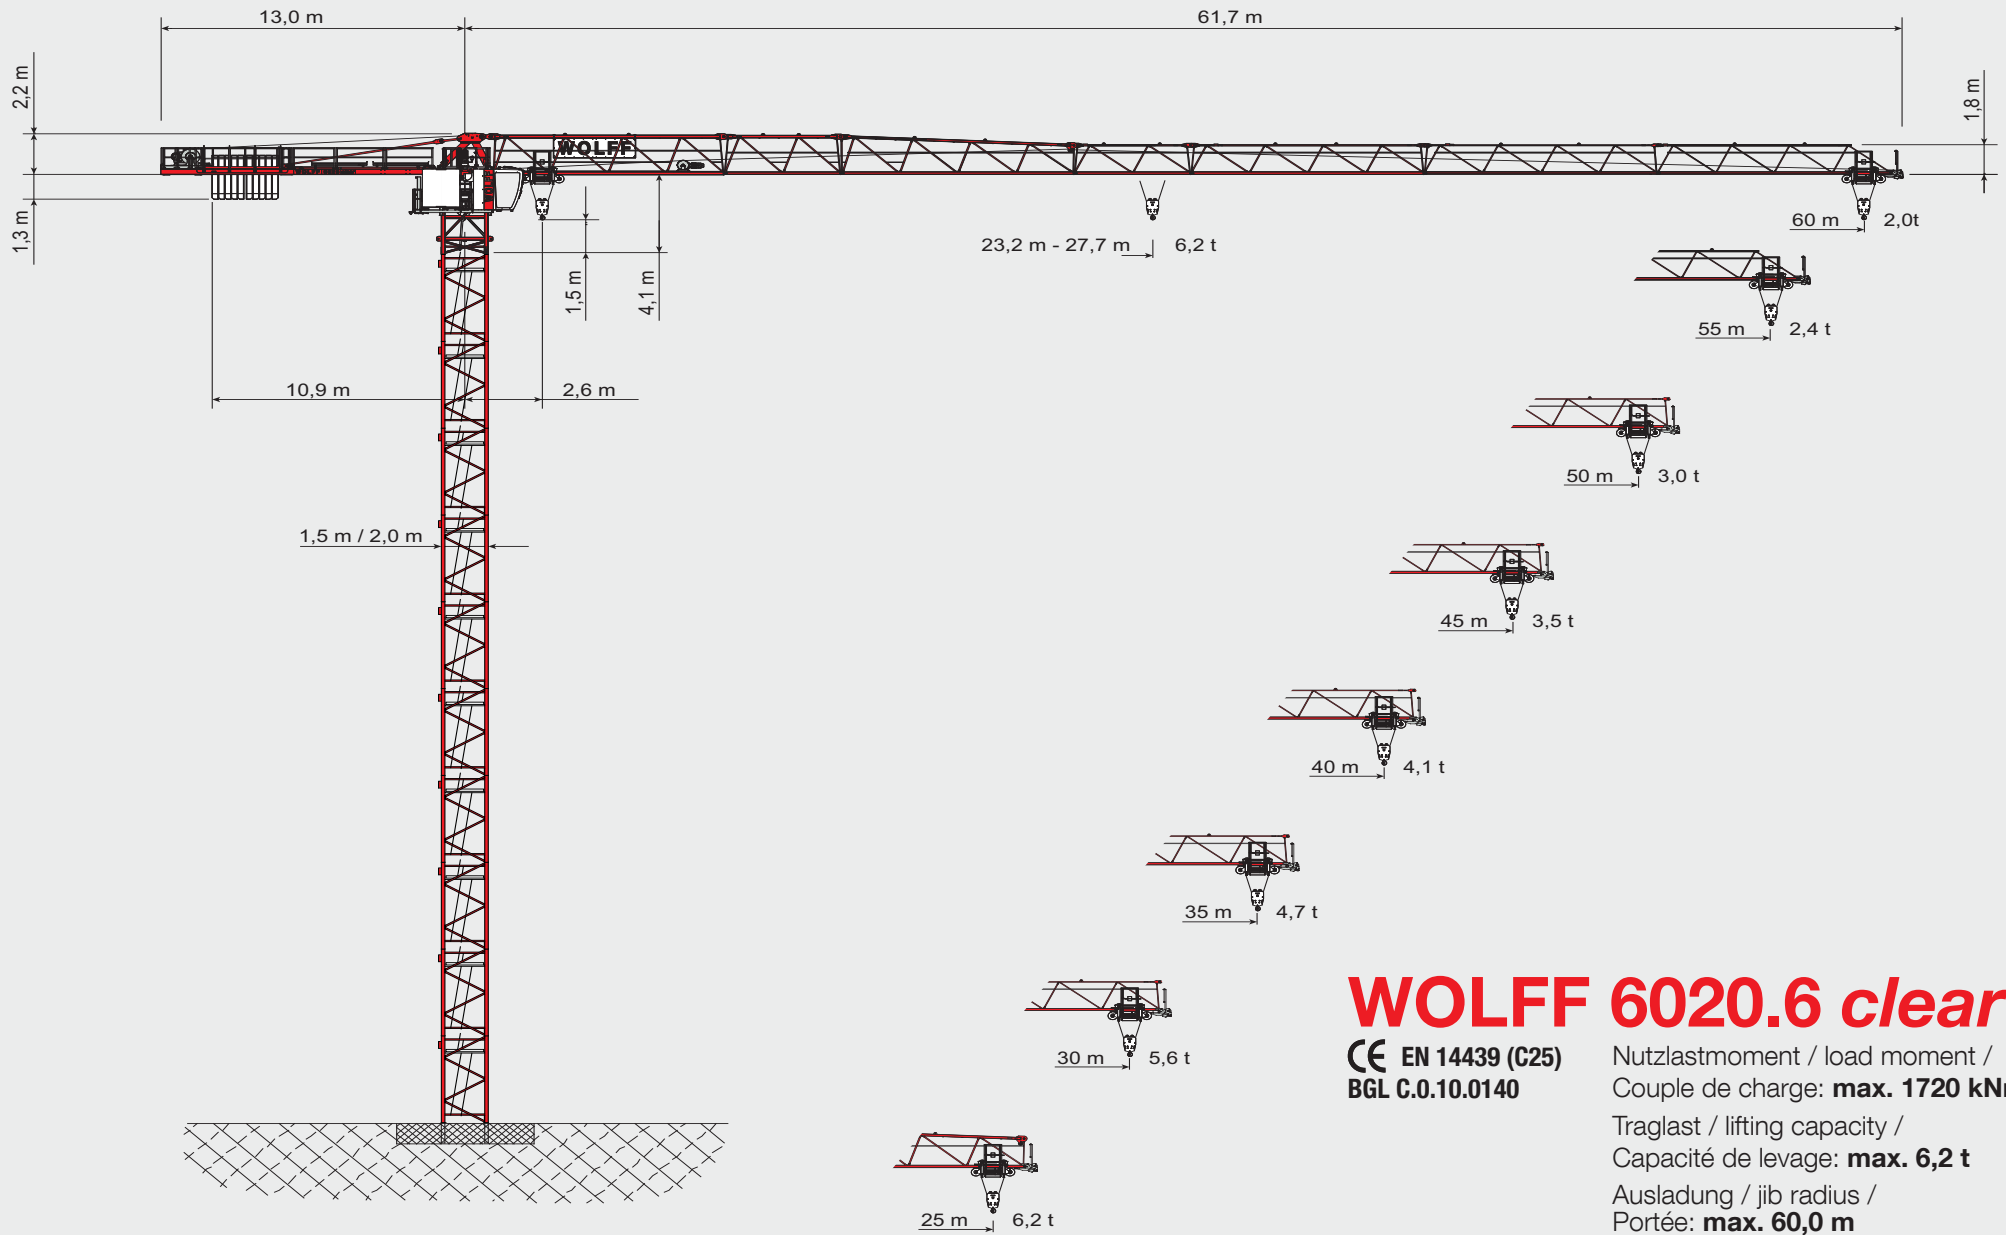 13,0 m
61,7 m
2,2 m
1,8 m
WOLFF
1,3 m
60 m 2,0t
23,2 m - 27,7 m 6,2 t
1,5 m
4,1 m
55 m 2,4 t
10,9 m
2,6 m
50 m 3,0 t
1,5 m / 2,0 m
45 m 3,5 t
40 m 4,1 t
35 m 4,7 t
30 m 5,6 t
25 m 6,2 t
WOLFF 6020.6 clear
CE EN 14439 (C25)
BGL C.0.10.0140
Nutzlastmoment / load moment /
Couple de charge: max. 1720 kN
Traglast / lifting capacity /
Capacité de levage: max. 6,2 t
Ausladung / jib radius /
Portée: max. 60,0 m